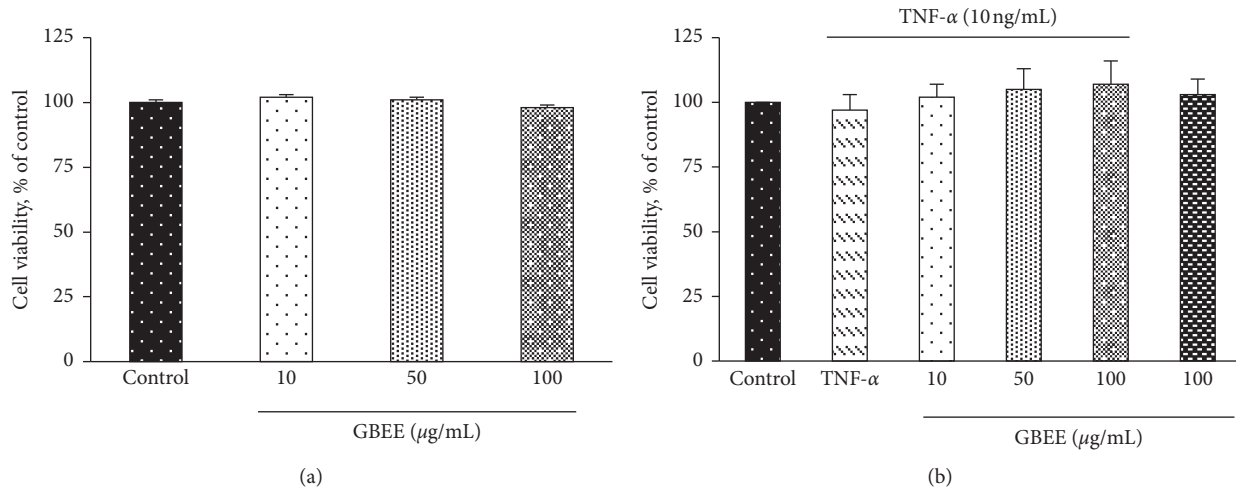 125
100
75
50
25
0
Cell viability, % of control
Control
10
50
100
GBEE (μg/mL)
(a)
TNF-α (10 ng/mL)
125
100
75
50
25
0
Cell viability, % of control
Control
TNF-α
10
50
100
100
GBEE (μg/mL)
(b)